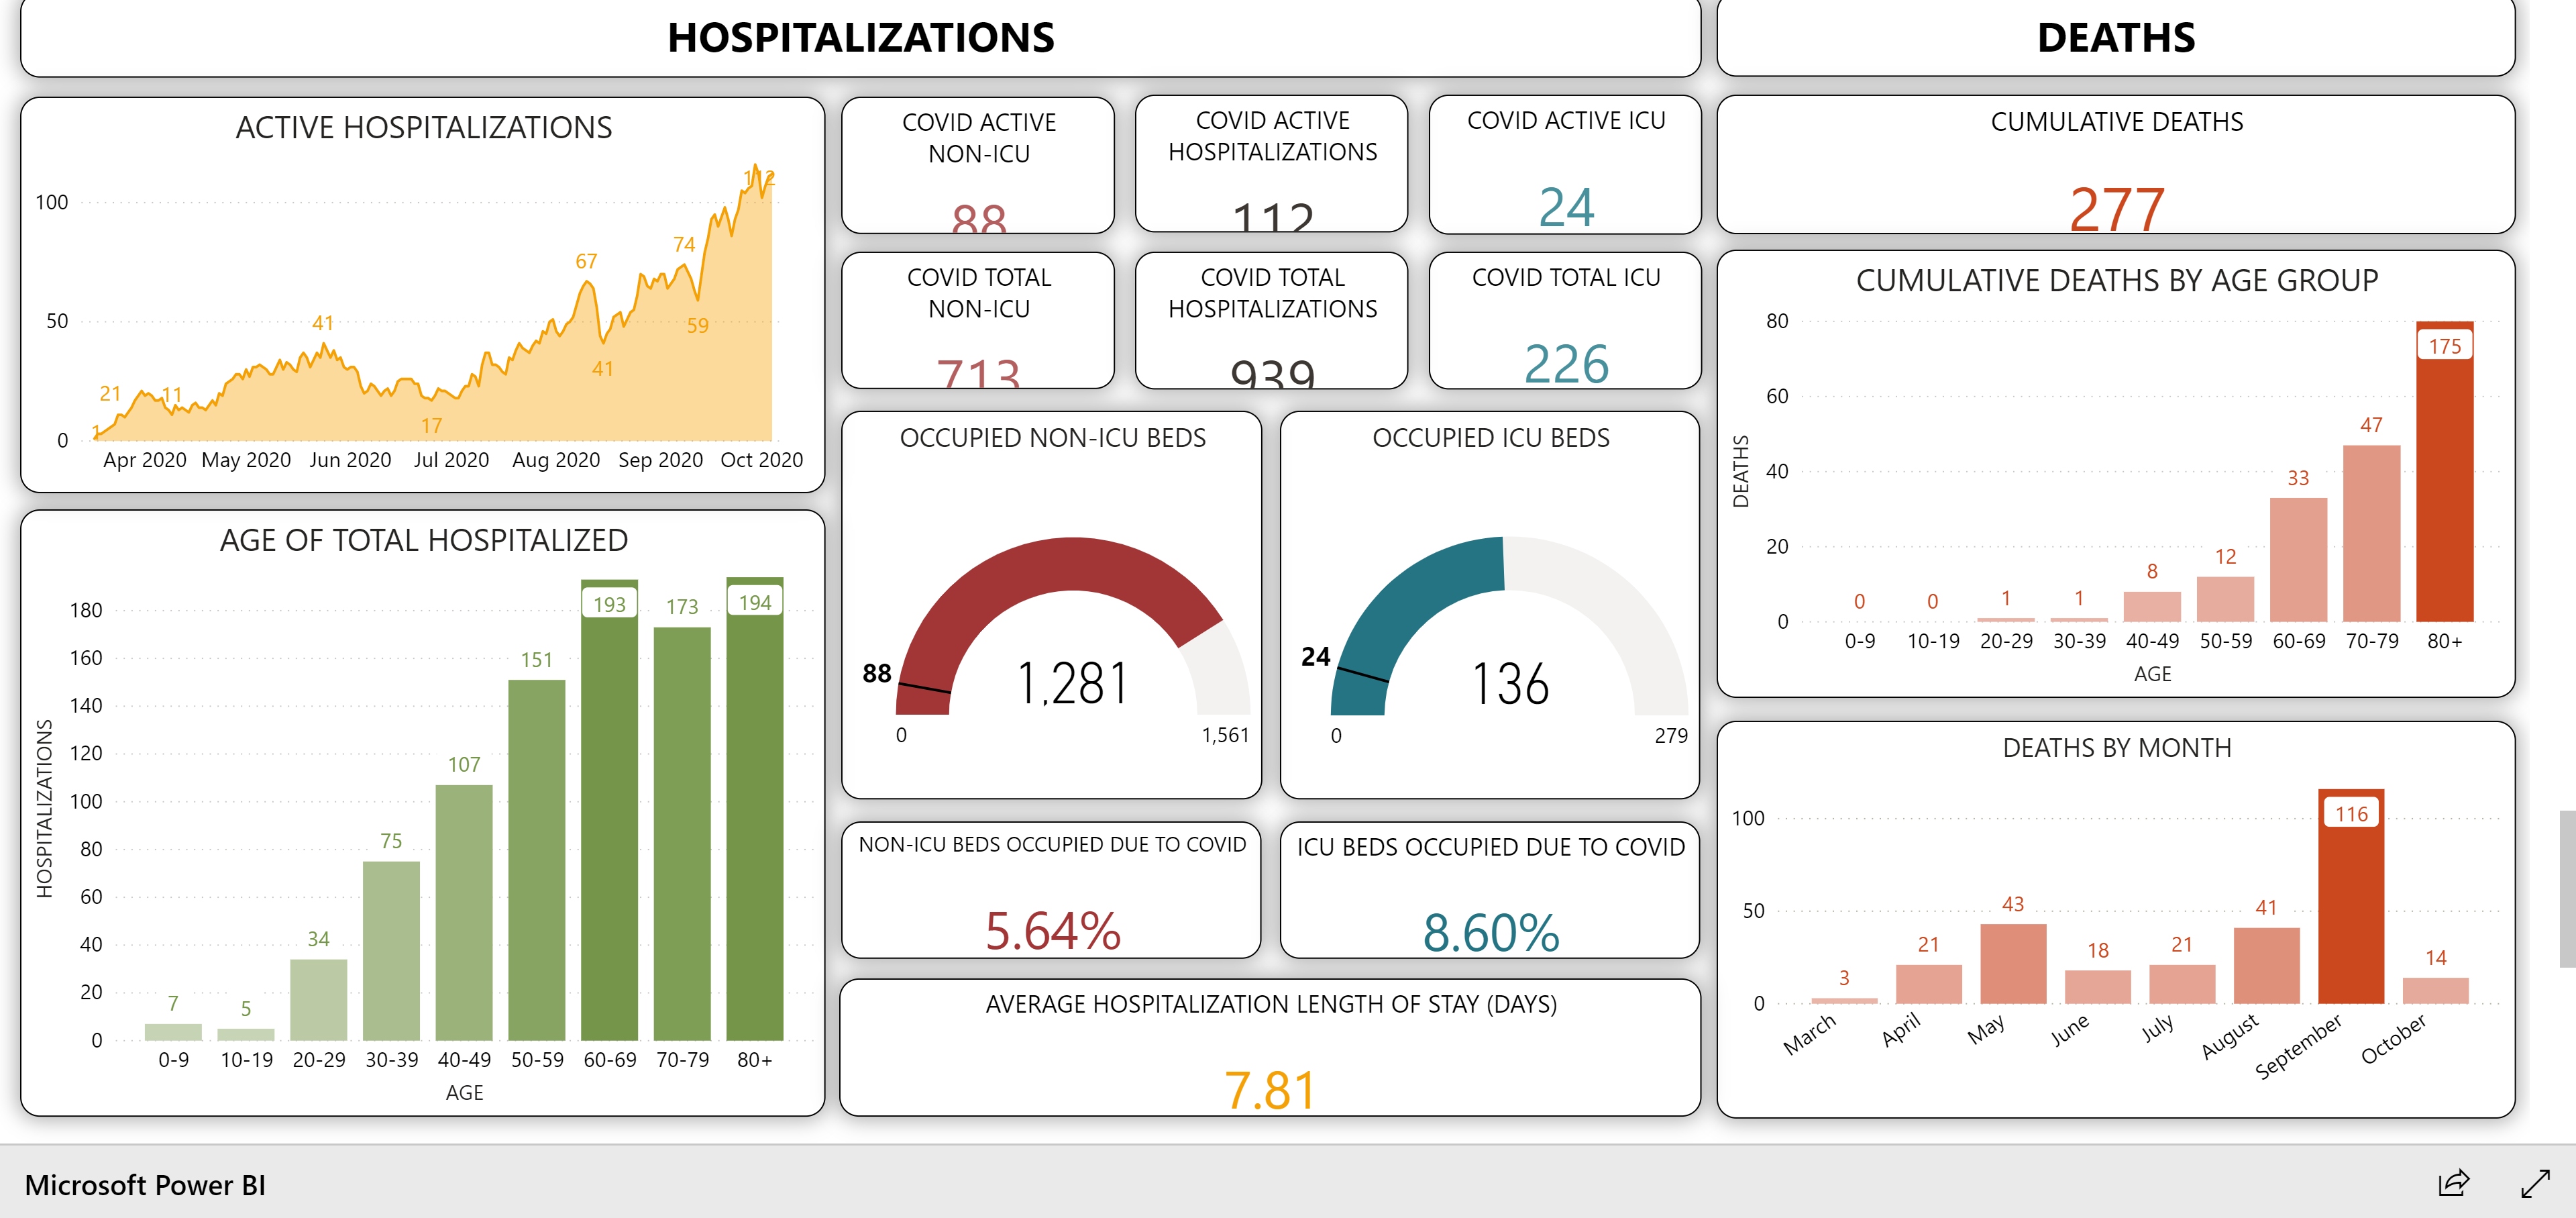 HOSPITALIZATIONS
DEATHS
ACTIVE HOSPITALIZATIONS
100
50
0
1
21
11
41
17
67
41
74
59
112
Apr 2020 May 2020 Jun 2020 Jul 2020 Aug 2020 Sep 2020 Oct 2020
AGE OF TOTAL HOSPITALIZED
HOSPITALIZATIONS
180
160
140
120
100
80
60
40
20
0
7
5
34
75
107
151
193
173
194
0-9 10-19 20-29 30-39 40-49 50-59 60-69 70-79 80+
AGE
COVID ACTIVE
NON-ICU
88
COVID ACTIVE
HOSPITALIZATIONS
112
COVID ACTIVE ICU
24
COVID TOTAL
NON-ICU
713
COVID TOTAL
HOSPITALIZATIONS
939
COVID TOTAL ICU
226
OCCUPIED NON-ICU BEDS
88
1,281
0
1,561
OCCUPIED ICU BEDS
24
136
0
279
NON-ICU BEDS OCCUPIED DUE TO COVID
5.64%
ICU BEDS OCCUPIED DUE TO COVID
8.60%
AVERAGE HOSPITALIZATION LENGTH OF STAY (DAYS)
7.81
CUMULATIVE DEATHS
277
CUMULATIVE DEATHS BY AGE GROUP
DEATHS
80
60
40
20
0
0
0
1
1
8
12
33
47
175
0-9 10-19 20-29 30-39 40-49 50-59 60-69 70-79 80+
AGE
DEATHS BY MONTH
100
50
0
3
21
43
18
21
41
116
14
March April May June July August September October
Microsoft Power BI